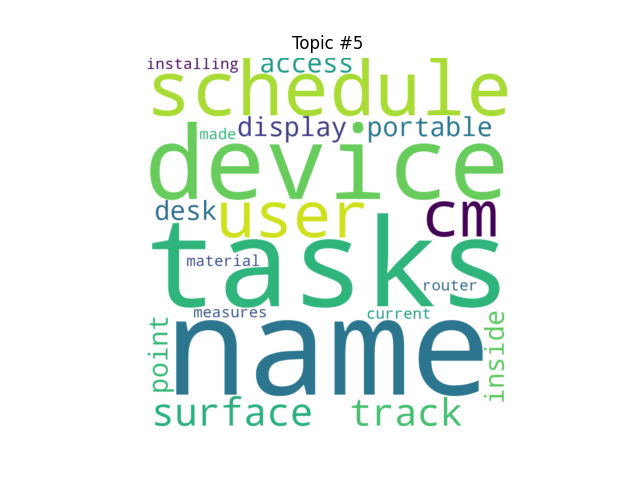 Topic #5
installing access
schedule
made display portable
device
desk user cm
tasks
material
router
measures current
name
point
inside
surface track